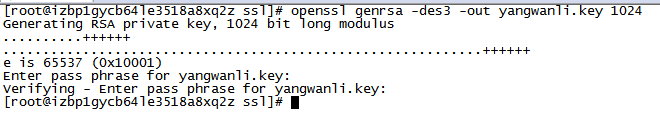 [root@izbp1gycb64le3518a8xq2z ssl]# openssl genrsa -des3 -out yangwanli.key 1024
Generating RSA private key, 1024 bit long modulus
..........++++++
............................................................++++++
e is 65537 (0x10001)
Enter pass phrase for yangwanli.key:
Verifying - Enter pass phrase for yangwanli.key:
[root@izbp1gycb64le3518a8xq2z ssl]#